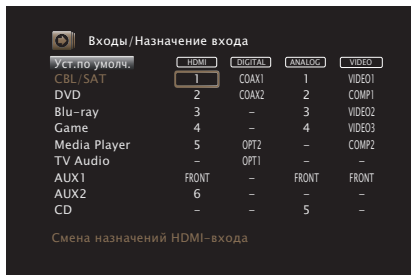 Входы/Назначение входа
Уст.по умолч. HDMI DIGITAL ANALOG VIDEO
CBL/SAT 1 COAX1 1 VIDEO1
DVD 2 COAX2 2 COMP1
Blu-ray 3 – 3 VIDEO2
Game 4 – 4 VIDEO3
Media Player 5 OPT2 – COMP2
TV Audio – OPT1 – –
AUX1 FRONT – FRONT FRONT
AUX2 6 – – –
CD – – 5 –
Смена назначений HDMI-входа